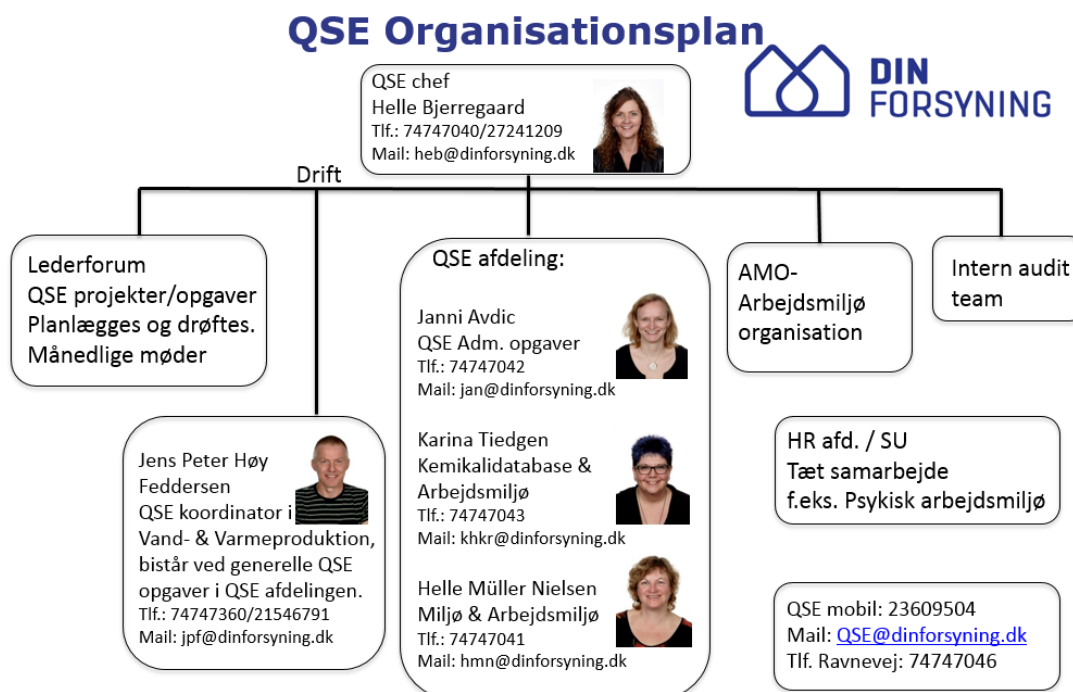 QSE Organisationsplan
DIN
FORSYNING
QSE chef
Helle Bjerregaard
Tlf.: 74747040/27241209
Mail: heb@dinforsyning.dk
Drift
Lederforum
QSE projekter/opgaver
Planlægges og drøftes.
Månedlige møder
Jens Peter Høy
Feddersen
QSE koordinator i
Vand- & Varmeproduktion,
bistår ved generelle QSE
opgaver i QSE afdelingen.
Tlf.: 74747360/21546791
Mail: jpf@dinforsyning.dk
QSE afdeling:
Janni Avdic
QSE Adm. opgaver
Tlf.: 74747042
Mail: jan@dinforsyning.dk
Karina Tiedgen
Kemikalidatabase &
Arbejdsmiljø
Tlf.: 74747043
Mail: khkr@dinforsyning.dk
Helle Müller Nielsen
Miljø & Arbejdsmiljø
Tlf.: 74747041
Mail: hmn@dinforsyning.dk
AMO-
Arbejdsmiljø
organisation
Intern audit
team
HR afd. / SU
Tæt samarbejde
f.eks. Psykisk arbejdsmiljø
QSE mobil: 23609504
Mail: QSE@dinforsyning.dk
Tlf. Ravnevej: 74747046